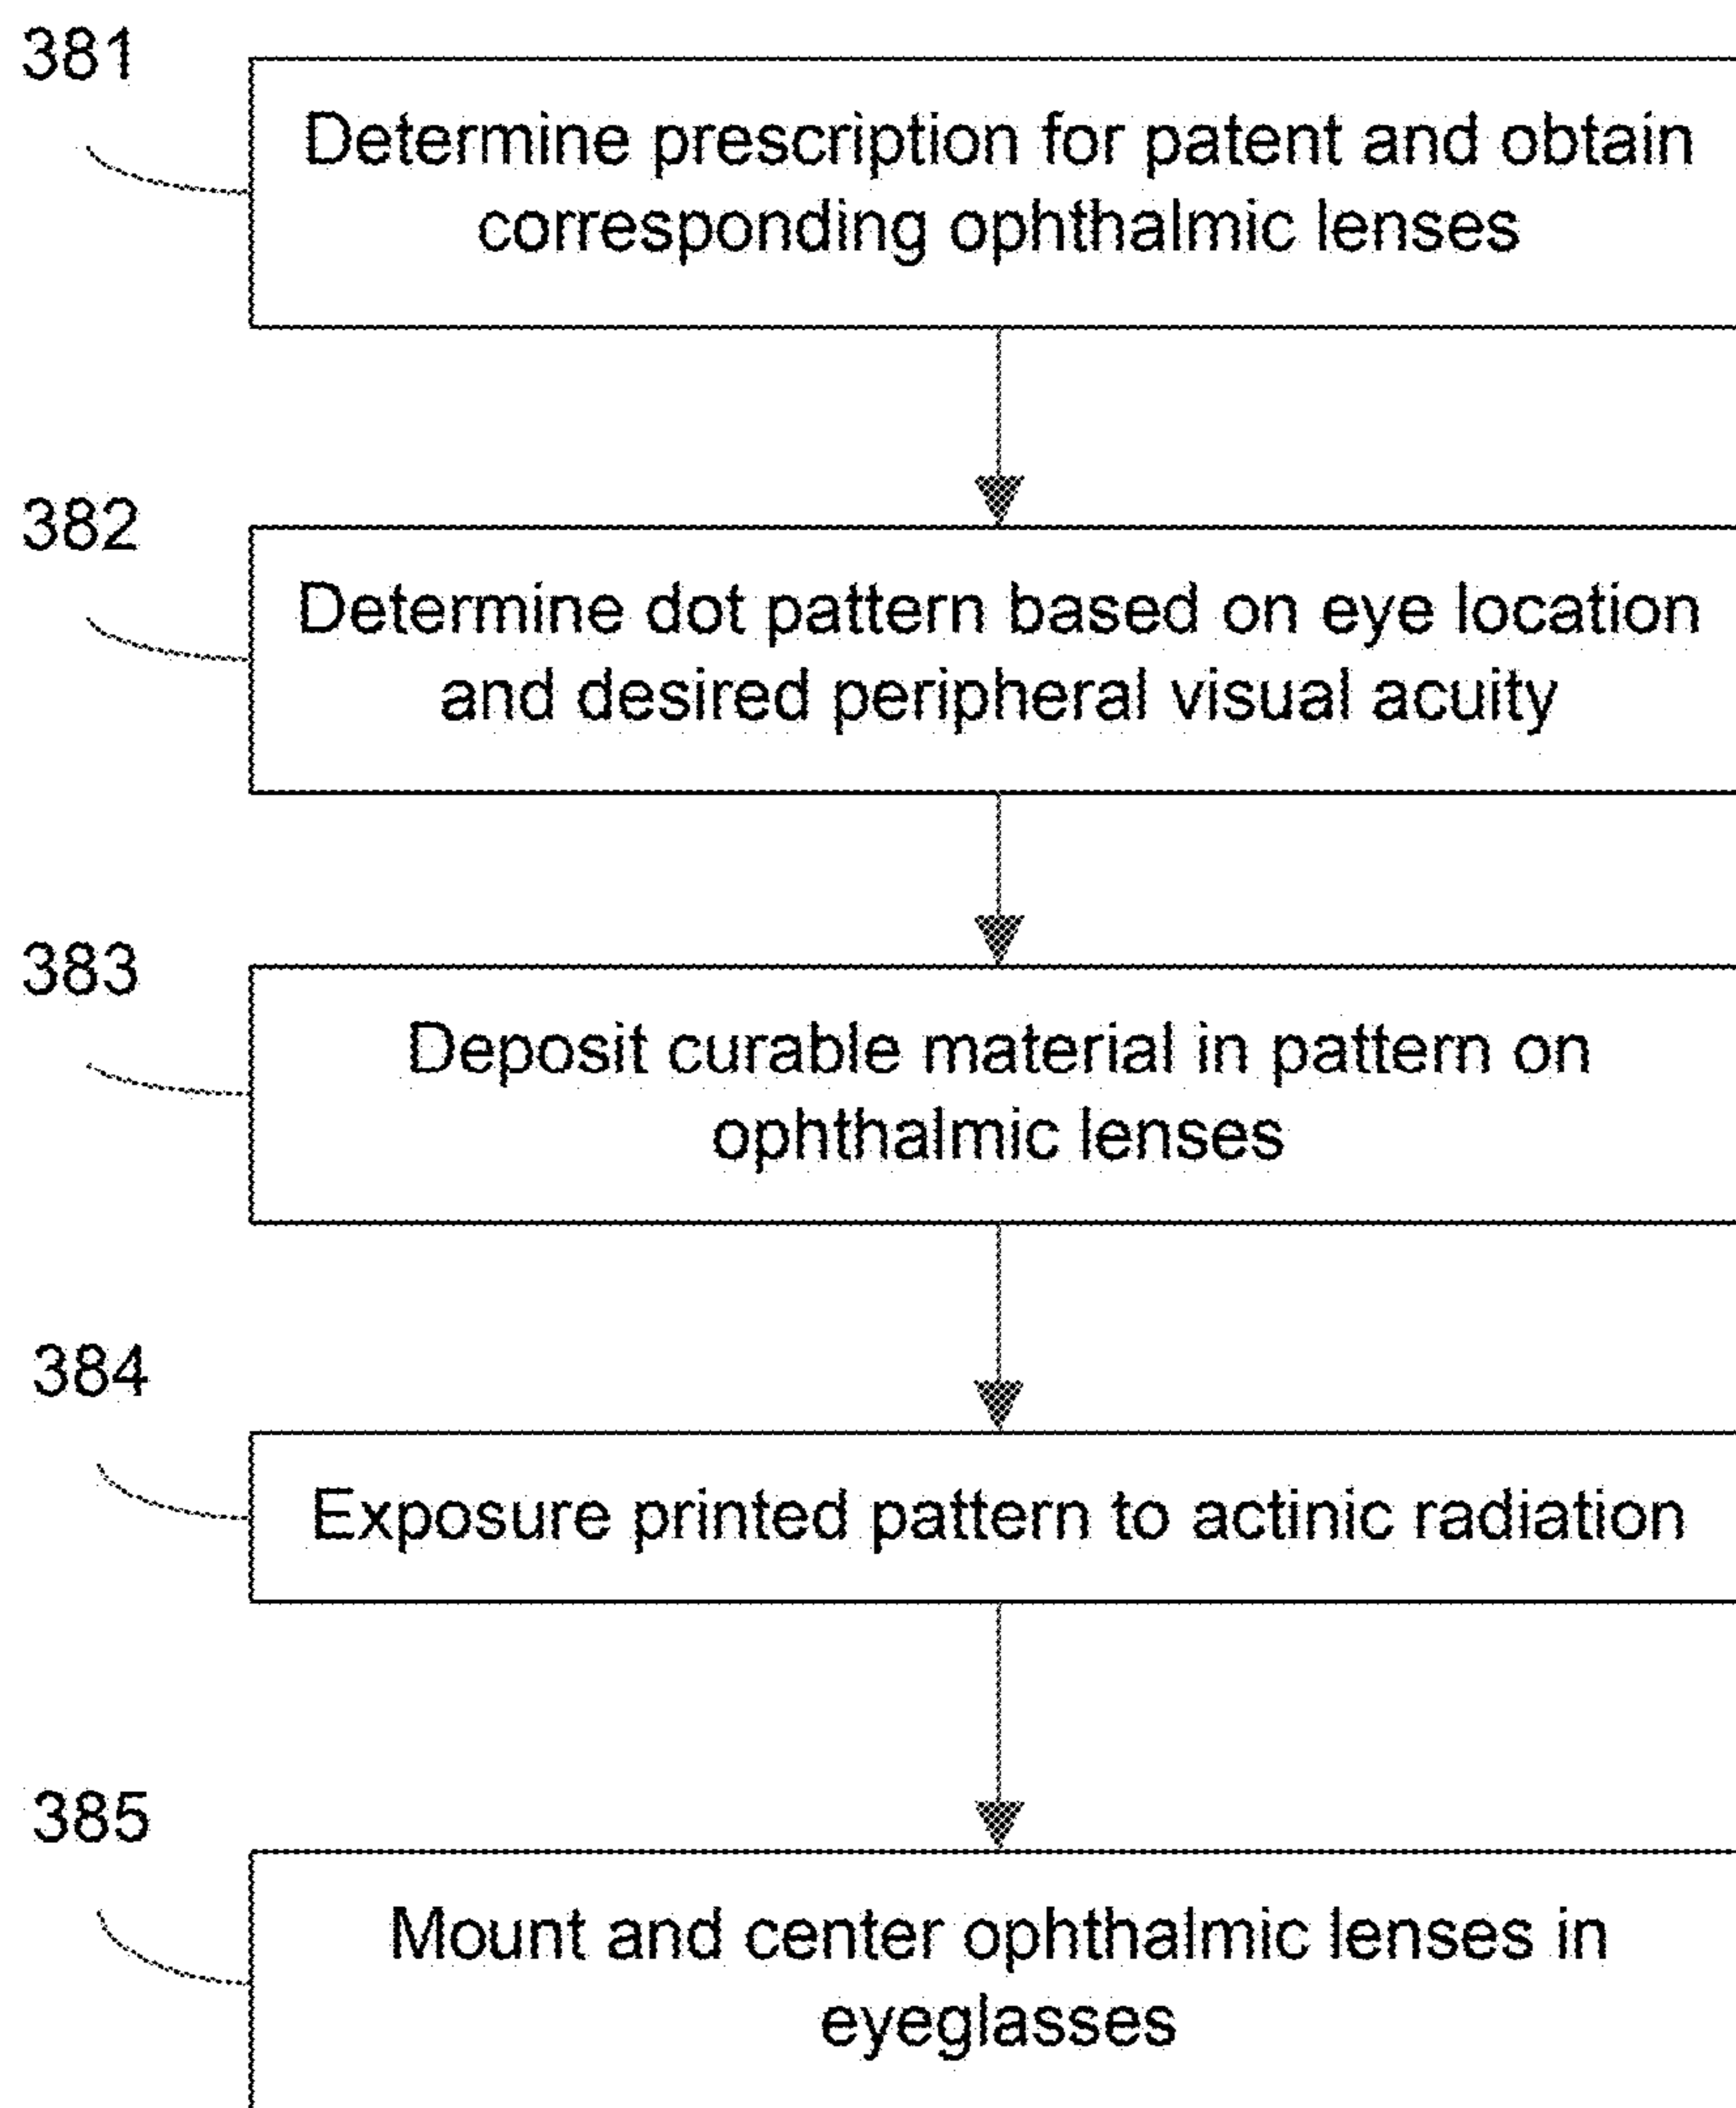 381
Determine prescription for patent and obtain
corresponding ophthalmic lenses
382
Determine dot pattern based on eye location
and desired peripheral visual acuity
383
Deposit curable material in pattern on
ophthalmic lenses
384
Exposure printed pattern to actinic radiation
385
Mount and center ophthalmic lenses in
eyeglasses